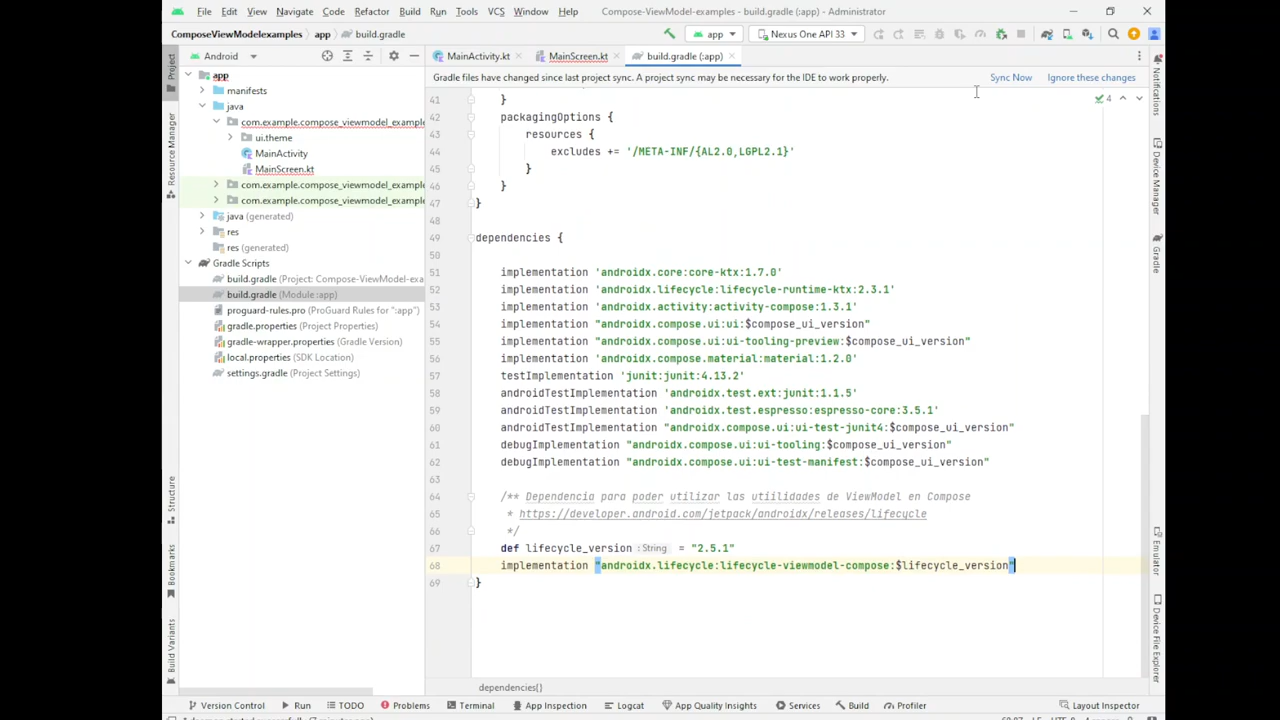 File Edit View Navigate Code Refactor Build Run Tools VCS Window Help Compose-ViewModel-examples - build.gradle (:app) - Administrator
ComposeViewModelexamples app build.gradle app Nexus One API 33
Android MainActivity.kt MainScreen.kt build.gradle (:app)
Gradle files have changed since last project sync. A project sync may be necessary for the IDE to work properly. Sync Now Ignore these changes
Project
Resource Manager
Structure
Bookmarks
Build Variants
app
manifests
java
com.example.compose_viewmodel_example
ui.theme
MainActivity
MainScreen.kt
com.example.compose_viewmodel_example
com.example.compose_viewmodel_example
java (generated)
res
res (generated)
Gradle Scripts
build.gradle (Project: Compose-ViewModel-exa
build.gradle (Module :app)
proguard-rules.pro (ProGuard Rules for ":app")
gradle.properties (Project Properties)
gradle-wrapper.properties (Gradle Version)
local.properties (SDK Location)
settings.gradle (Project Settings)
4
41 }
42 packagingOptions {
43 resources {
44 excludes += '/META-INF/{AL2.0,LGPL2.1}'
45 }
46 }
47 }
48
49 dependencies {
50
51 implementation 'androidx.core:core-ktx:1.7.0'
52 implementation 'androidx.lifecycle:lifecycle-runtime-ktx:2.3.1'
53 implementation 'androidx.activity:activity-compose:1.3.1'
54 implementation "androidx.compose.ui:ui:$compose_ui_version"
55 implementation "androidx.compose.ui:ui-tooling-preview:$compose_ui_version"
56 implementation 'androidx.compose.material:material:1.2.0'
57 testImplementation 'junit:junit:4.13.2'
58 androidTestImplementation 'androidx.test.ext:junit:1.1.5'
59 androidTestImplementation 'androidx.test.espresso:espresso-core:3.5.1'
60 androidTestImplementation "androidx.compose.ui:ui-test-junit4:$compose_ui_version"
61 debugImplementation "androidx.compose.ui:ui-tooling:$compose_ui_version"
62 debugImplementation "androidx.compose.ui:ui-test-manifest:$compose_ui_version"
63
64 /** Dependencia para poder utilizar las utiilidades de ViewModel en Compose
65 * https://developer.android.com/jetpack/androidx/releases/lifecycle
66 */
67 def lifecycle_version : String = "2.5.1"
68 implementation "androidx.lifecycle:lifecycle-viewmodel-compose:$lifecycle_version"
69 }
dependencies{}
Notifications
Device Manager
Gradle
Emulator
Device File Explorer
Version Control Run TODO Problems Terminal App Inspection Logcat App Quality Insights Services Build Profiler Layout Inspector